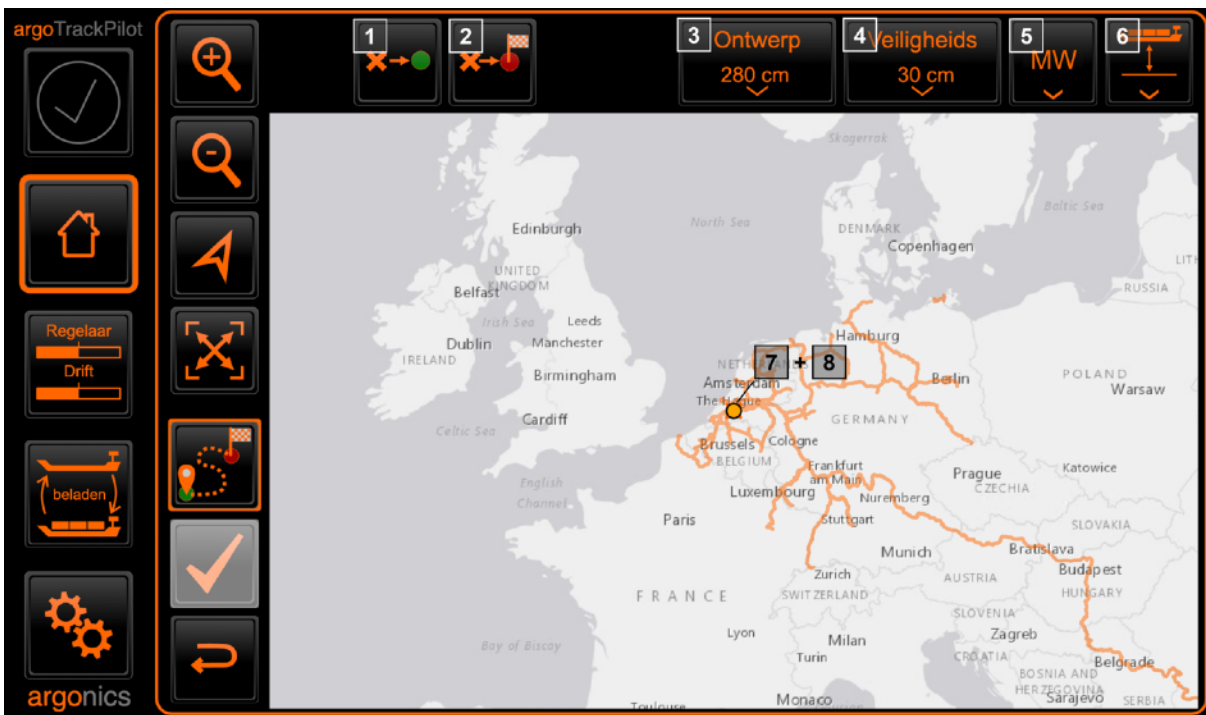 argoTrackPilot
1
2
3 Ontwerp
280 cm
4 Veiligheids
30 cm
5 MW
6
Regelaar
Drift
beladen
argonics
Skagerrak
Baltic Sea
North Sea
Edinburgh
DENMARK
Copenhagen
LITH
UNITED
KINGDOM
Belfast
RUSSIA
Irish Sea
Leeds
Dublin
Manchester
IRELAND
Hamburg
NETHERLANDS
7 + 8
Birmingham
Amsterdam
The Hague
Berlin
POLAND
Warsaw
Cardiff
Celtic Sea
GERMANY
Brussels
Cologne
BELGIUM
Frankfurt
am Main
Prague
Katowice
CZECHIA
English
Channel
Luxembourg
Nuremberg
Paris
Stuttgart
SLOVAKIA
Munich
Bratislava
Budapest
Zurich
AUSTRIA
HUNGARY
FRANCE
SWITZERLAND
SLOVENIA
Lyon
Milan
Zagreb
Bay of Biscay
Turin
CROATIA
Belgrade
BOSNIA AND
HERZEGOVINA
Monaco
Sarajevo
SERBIA
Toulouse